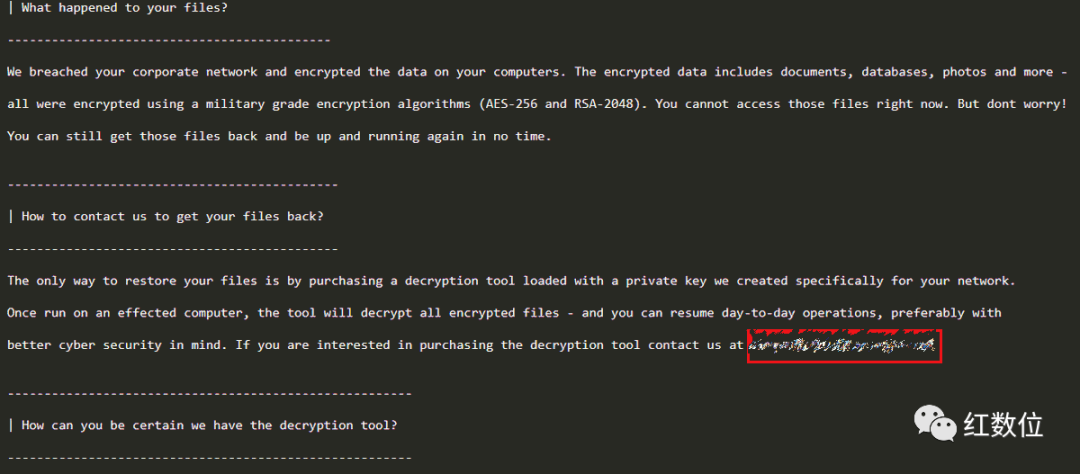 | What happened to your files?
--------------------------------------------
We breached your corporate network and encrypted the data on your computers. The encrypted data includes documents, databases, photos and more -
all were encrypted using a military grade encryption algorithms (AES-256 and RSA-2048). You cannot access those files right now. But dont worry!
You can still get those files back and be up and running again in no time.
---------------------------------------------
| How to contact us to get your files back?
---------------------------------------------
The only way to restore your files is by purchasing a decryption tool loaded with a private key we created specifically for your network.
Once run on an effected computer, the tool will decrypt all encrypted files - and you can resume day-to-day operations, preferably with
better cyber security in mind. If you are interested in purchasing the decryption tool contact us at
-------------------------------------------------------
| How can you be certain we have the decryption tool?
-------------------------------------------------------
红数位